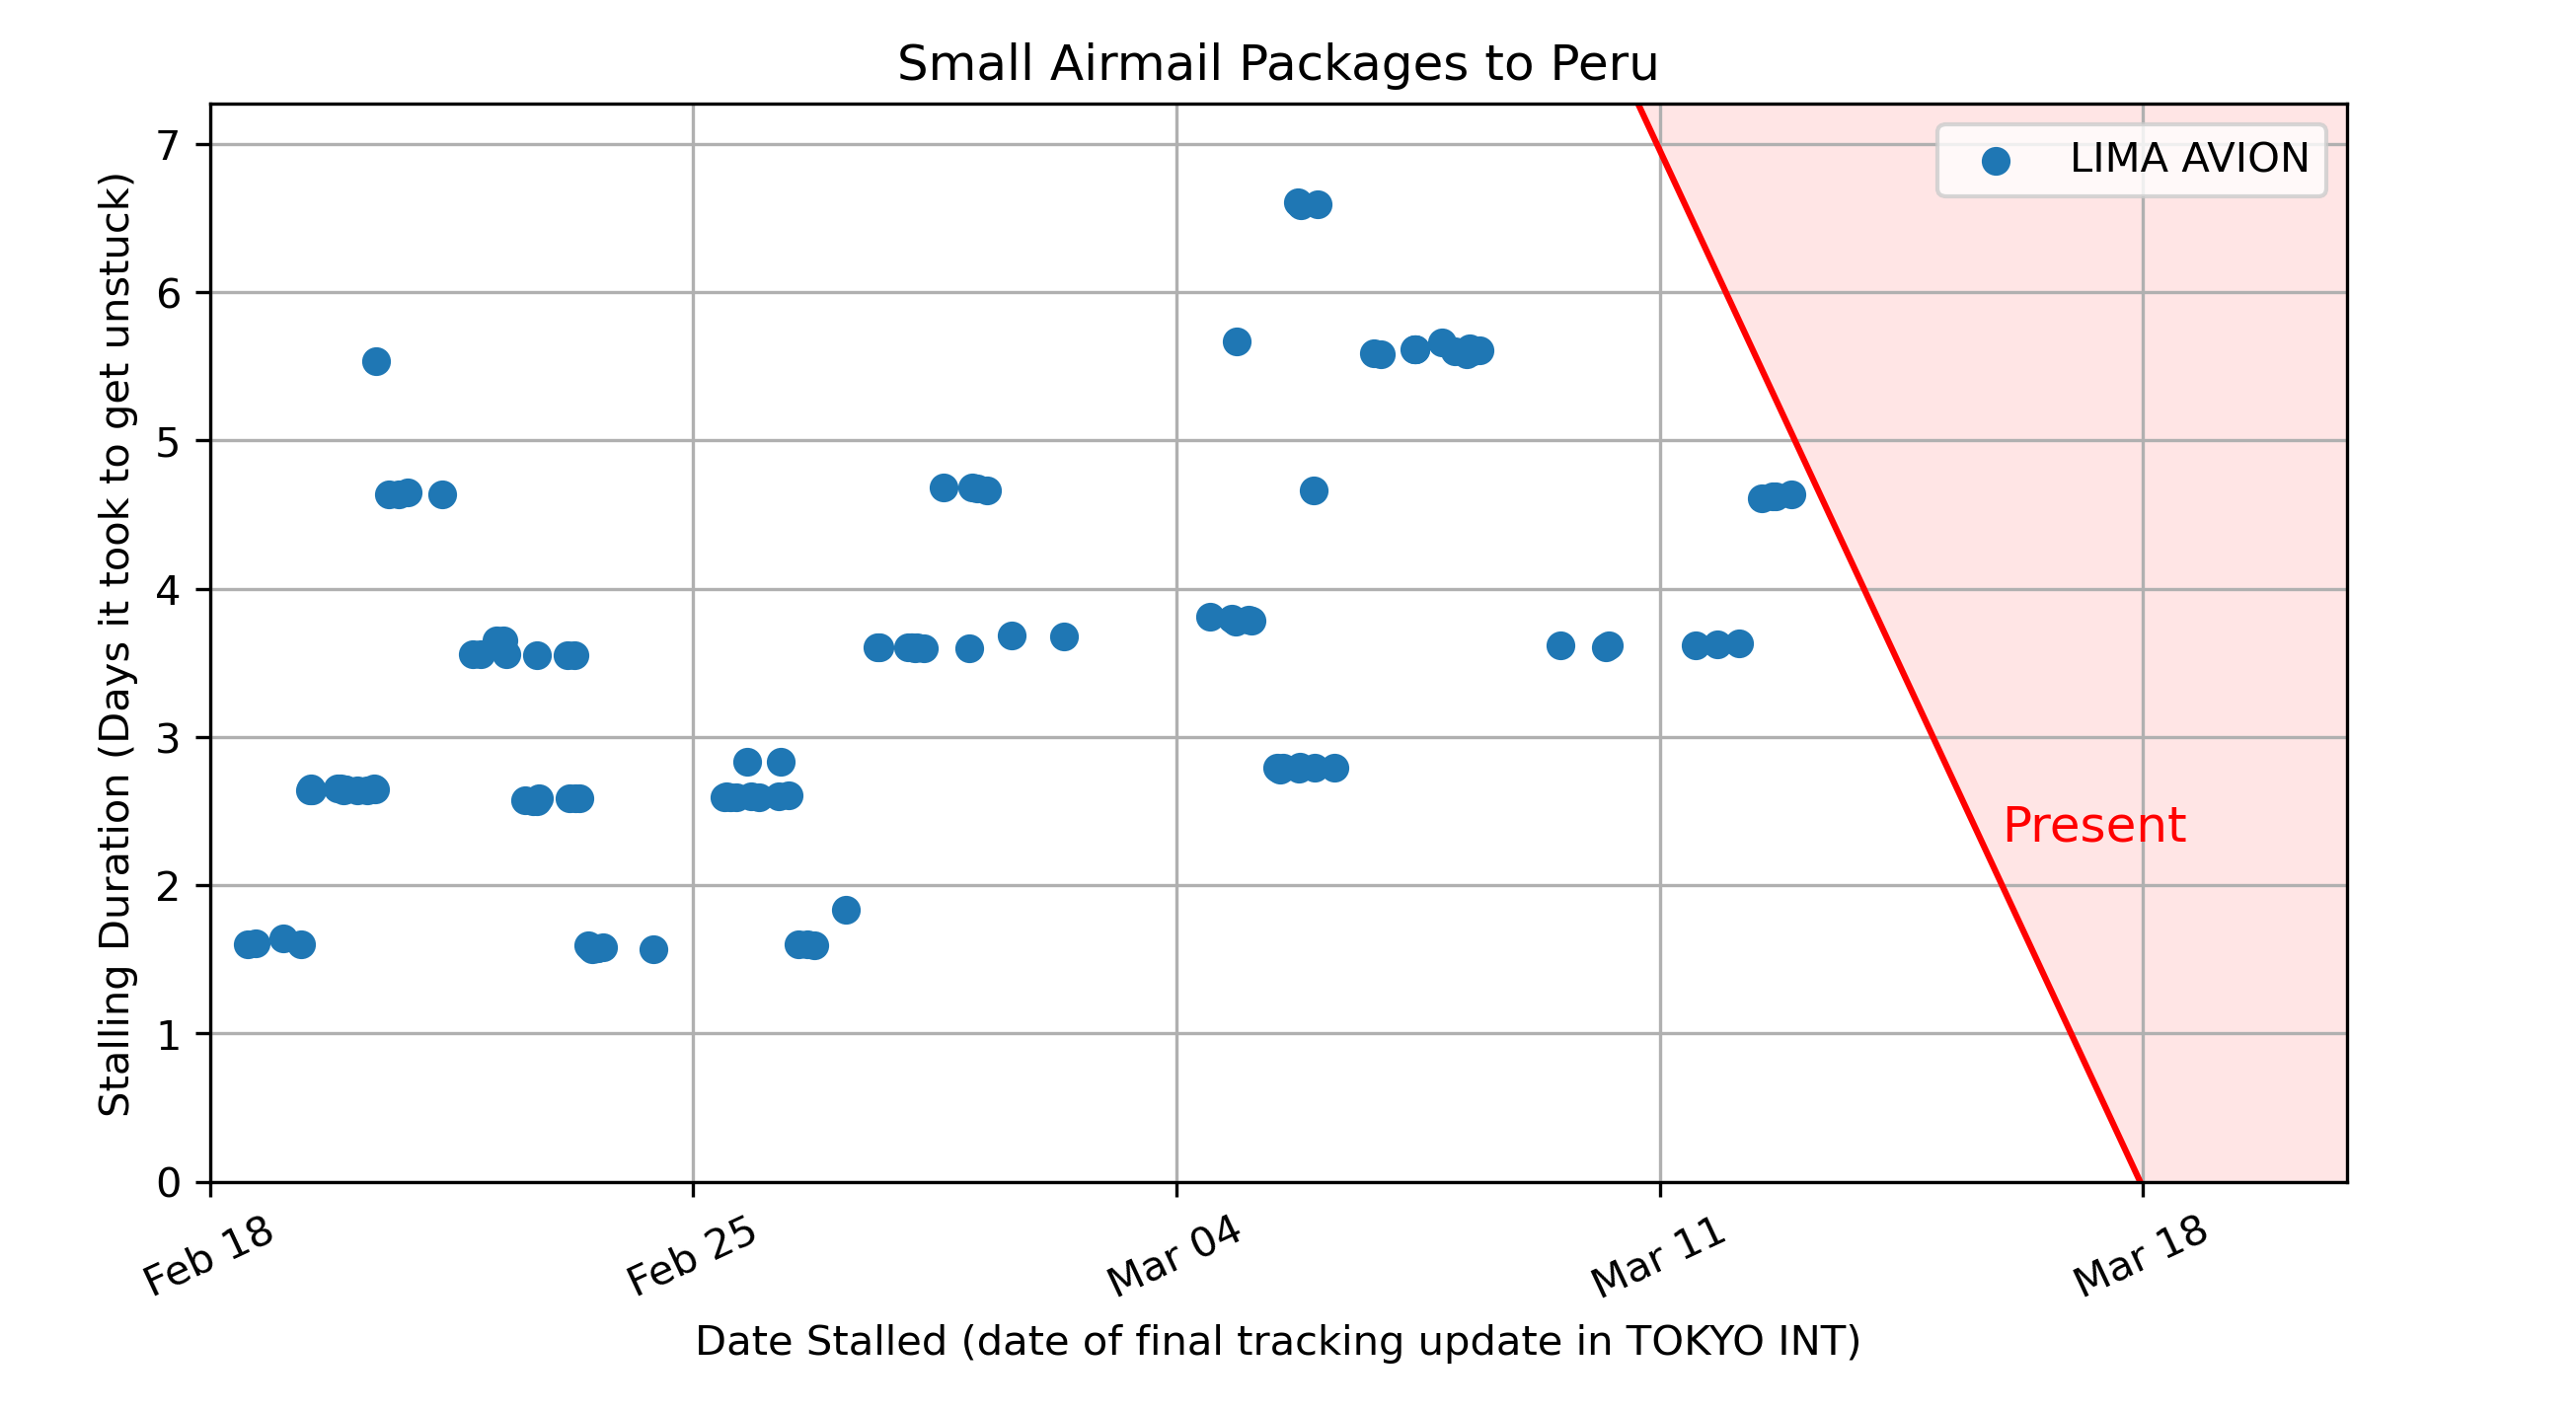 Small Airmail Packages to Peru
LIMA AVION
Stalling Duration (Days it took to get unstuck)
7
6
5
4
3
2
1
0
Present
Feb 18
Feb 25
Mar 04
Mar 11
Mar 18
Date Stalled (date of final tracking update in TOKYO INT)